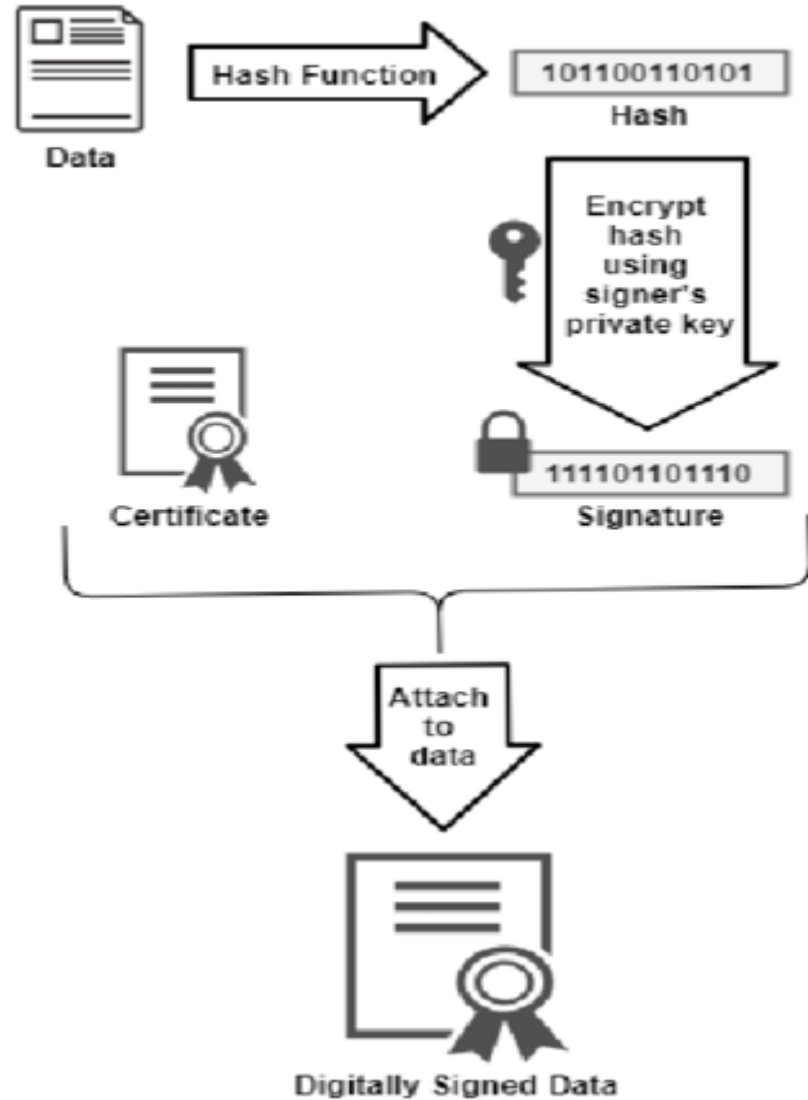 Hash Function
101100110101
Hash
Data
Encrypt
hash
using
signer's
private key
111101101110
Certificate
Signature
Attach
to
data
Digitally Signed Data